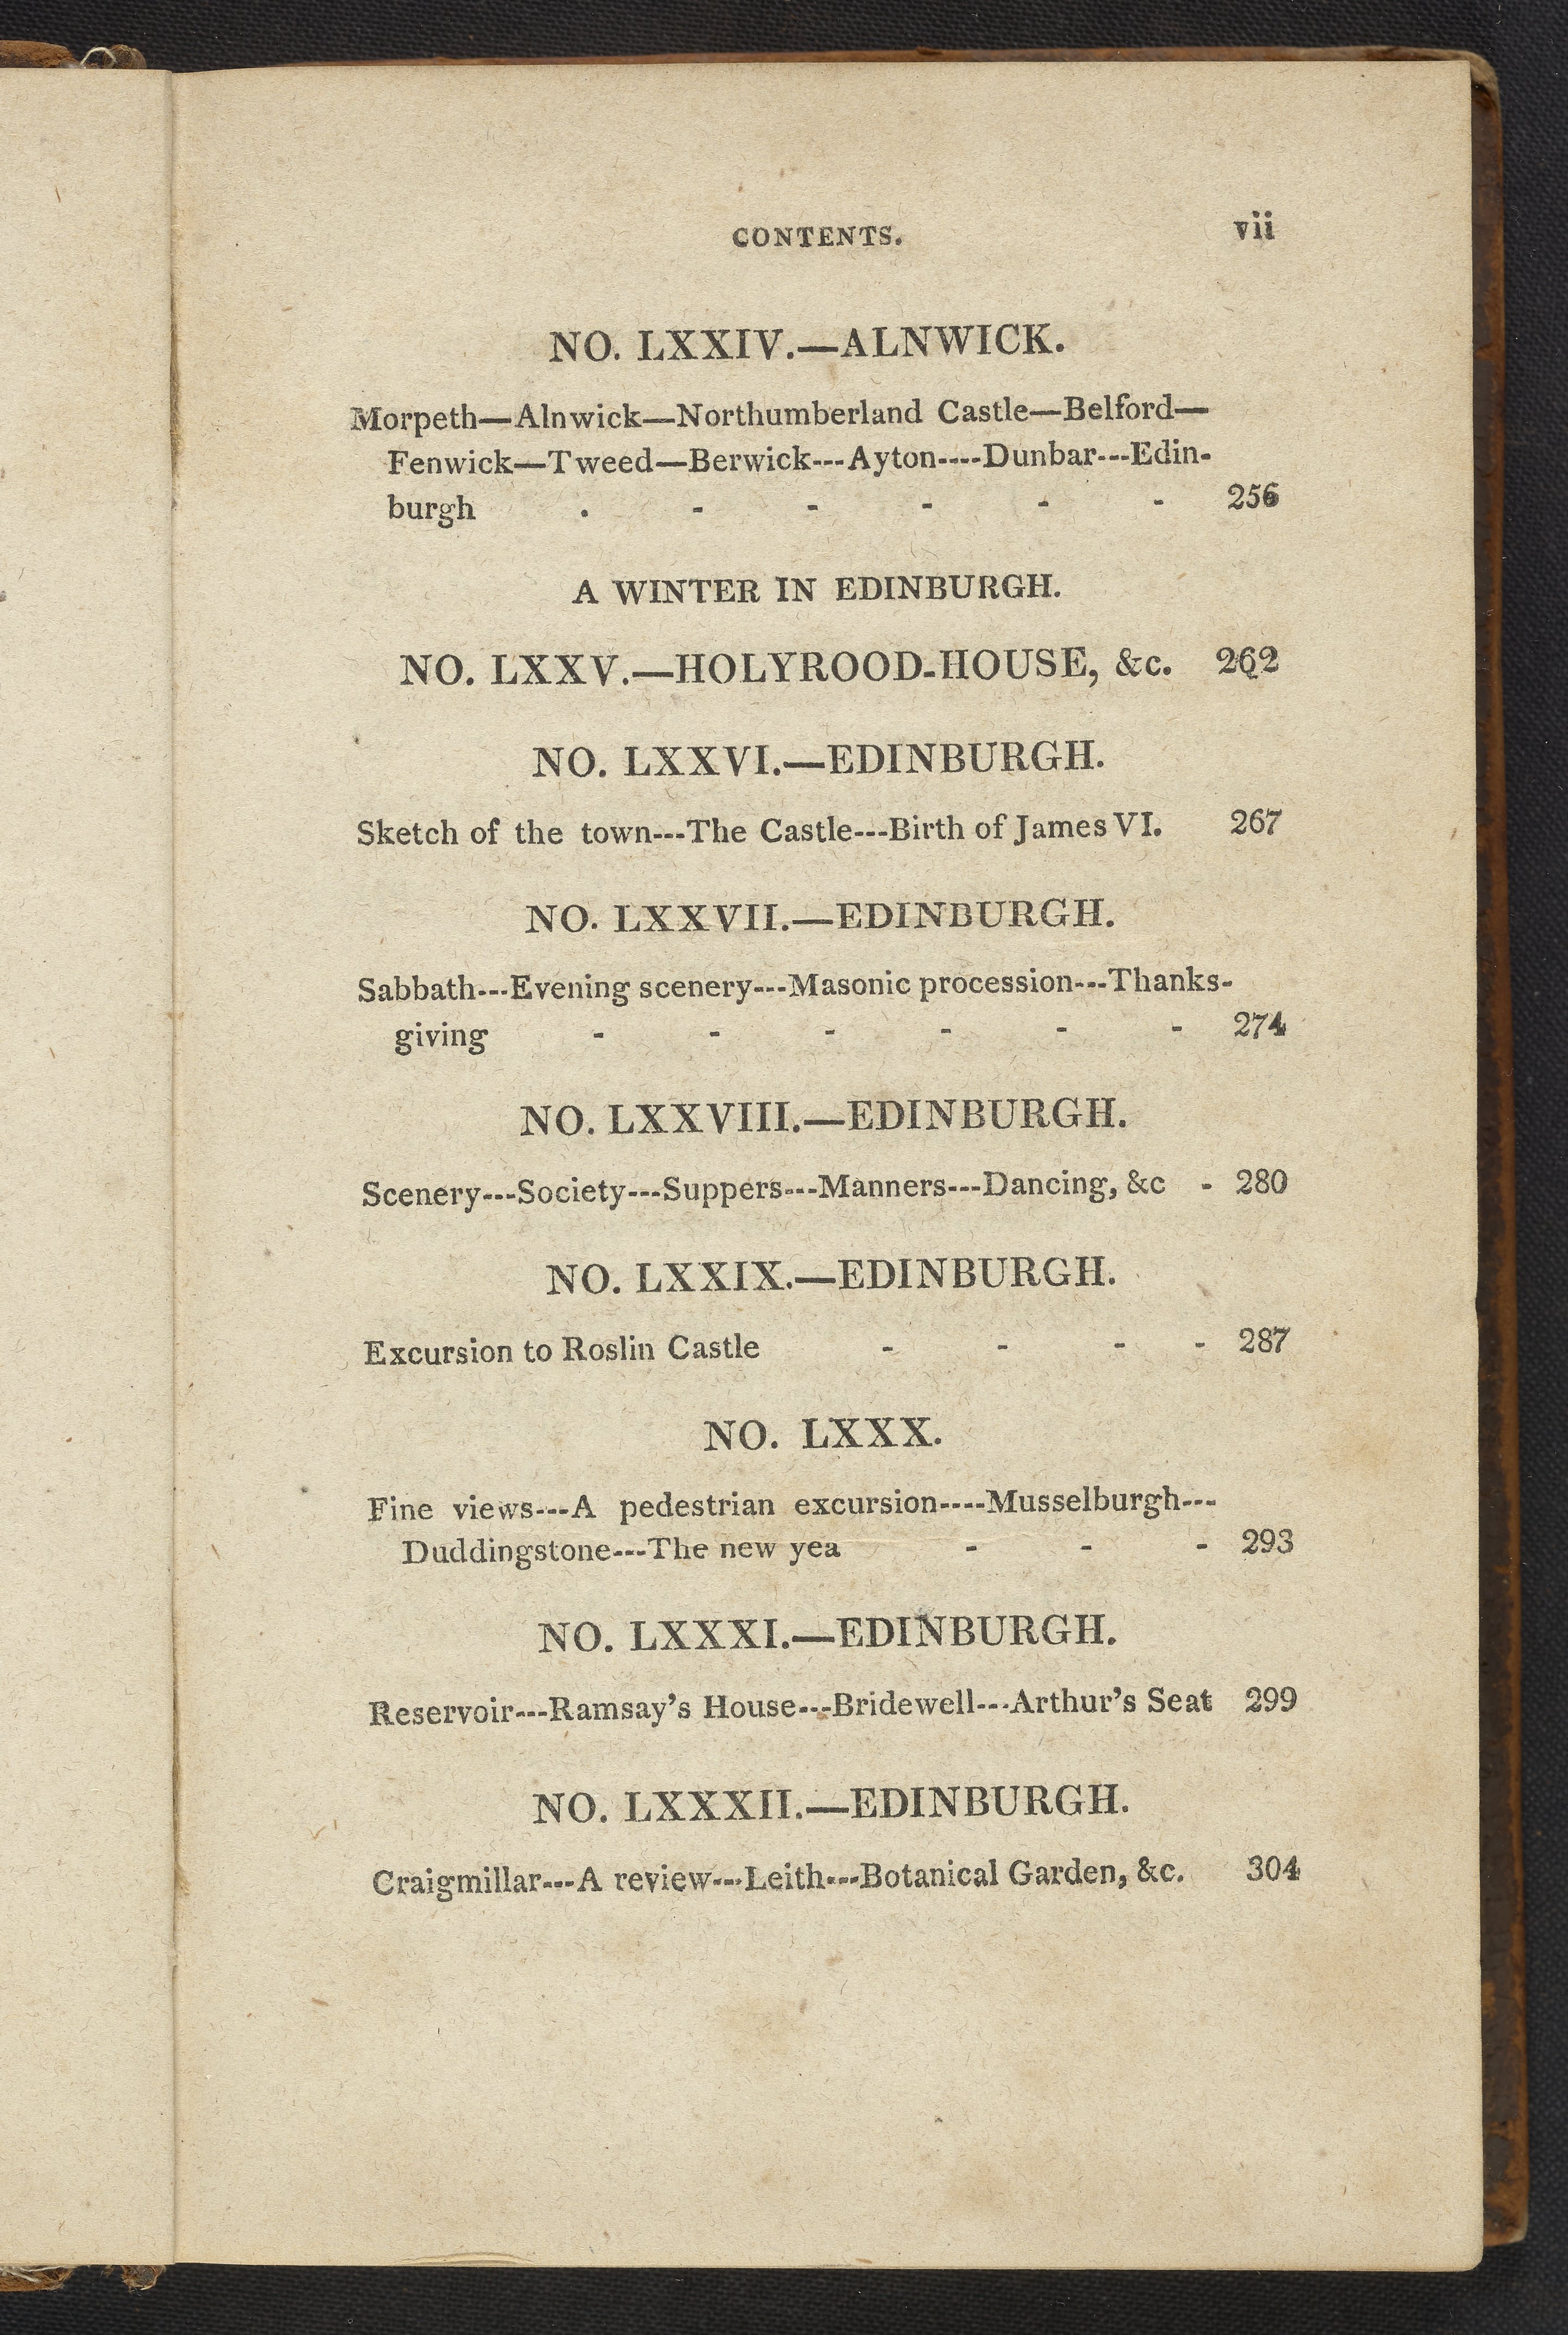 CONTENTS. vii
NO. LXXIV.—ALNWICK.
Morpeth—Alnwick—Northumberland Castle—Belford—
Fenwick—Tweed—Berwick---Ayton----Dunbar---Edin-
burgh . - - - - - 256
A WINTER IN EDINBURGH.
NO. LXXV.—HOLYROOD-HOUSE, &c. 262
NO. LXXVI.—EDINBURGH.
Sketch of the town---The Castle---Birth of James VI. 267
NO. LXXVII.—EDINBURGH.
Sabbath---Evening scenery---Masonic procession---Thanks-
giving - - - - - - 274
NO. LXXVIII.—EDINBURGH.
Scenery---Society---Suppers---Manners---Dancing, &c - 280
NO. LXXIX.—EDINBURGH.
Excursion to Roslin Castle - - - - 287
NO. LXXX.
Fine views---A pedestrian excursion----Musselburgh---
Duddingstone---The new yea - - - 293
NO. LXXXI.—EDINBURGH.
Reservoir---Ramsay's House---Bridewell---Arthur's Seat 299
NO. LXXXII.—EDINBURGH.
Craigmillar---A review---Leith---Botanical Garden, &c. 304